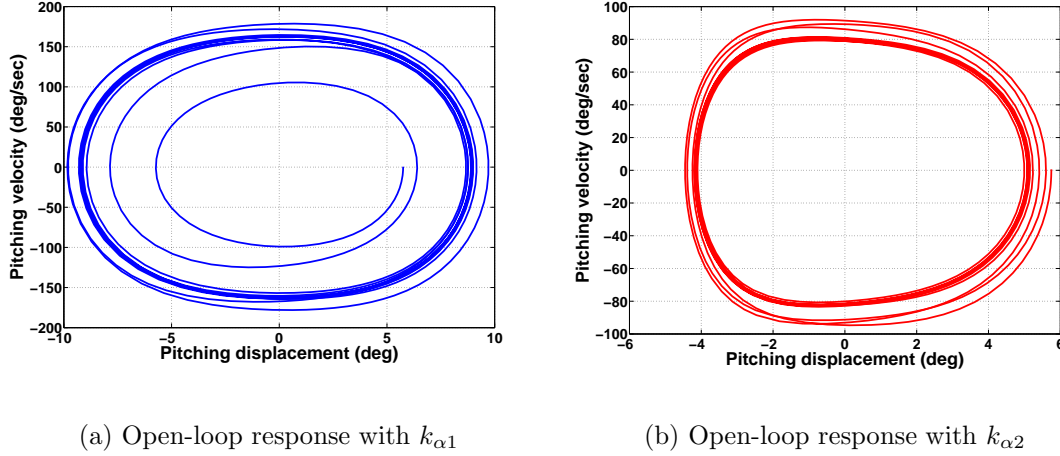 200
150
100
50
0
−50
−100
−150
−200
Pitching velocity (deg/sec)
−10 −5 0 5 10
Pitching displacement (deg)
(a) Open-loop response with kα1
100
80
60
40
20
0
−20
−40
−60
−80
−100
Pitching velocity (deg/sec)
−6 −4 −2 0 2 4 6
Pitching displacement (deg)
(b) Open-loop response with kα2